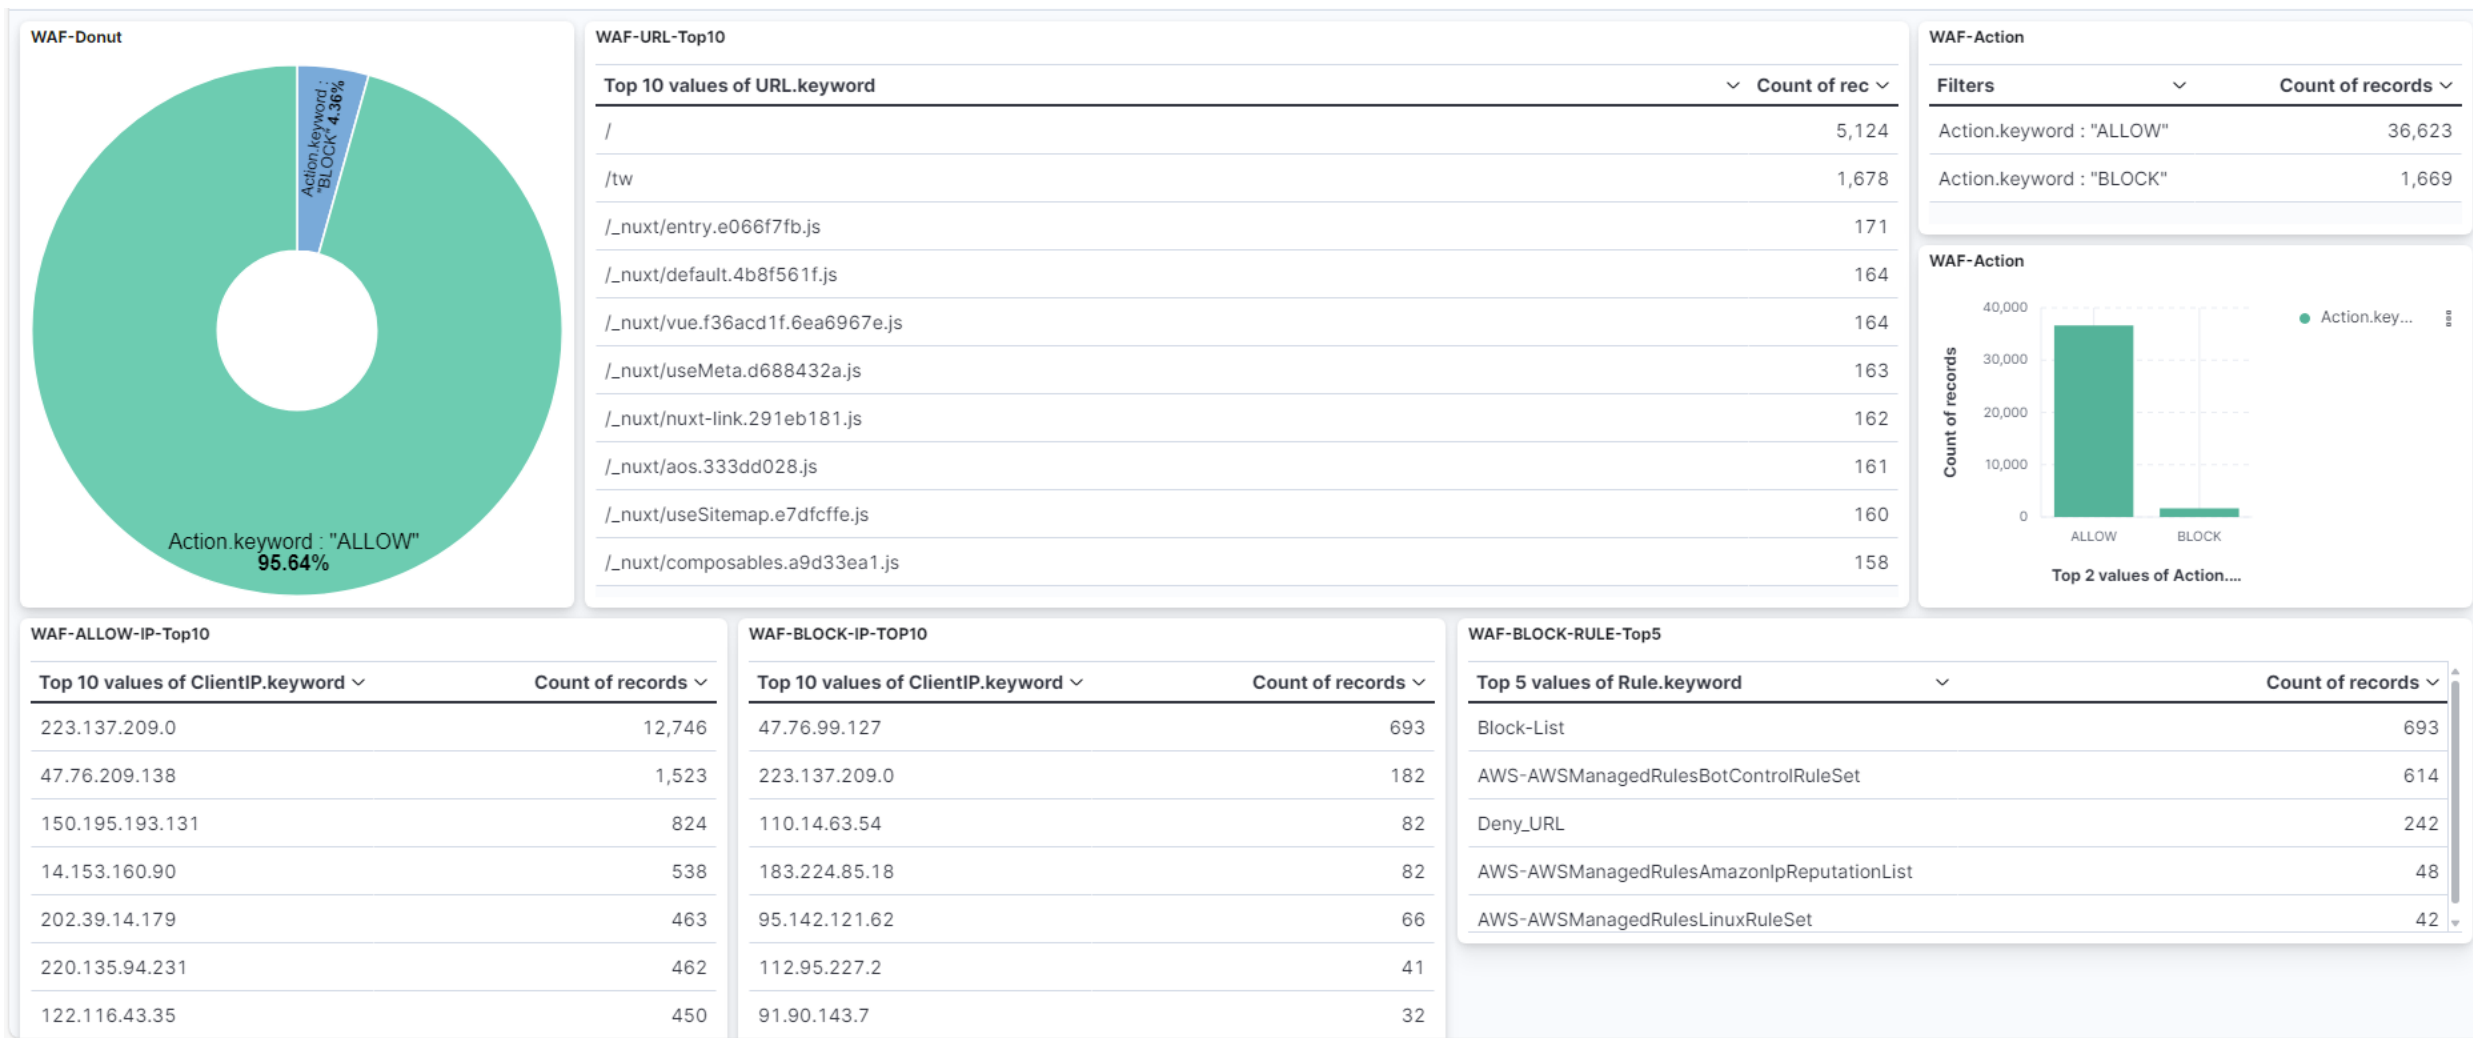 WAF-Donut
Action.keyword :
"BLOCK" 4.36%
Action.keyword : "ALLOW"
95.64%
WAF-URL-Top10
Top 10 values of URL.keyword Count of rec
/ 5,124
/tw 1,678
/_nuxt/entry.e066f7fb.js 171
/_nuxt/default.4b8f561f.js 164
/_nuxt/vue.f36acd1f.6ea6967e.js 164
/_nuxt/useMeta.d688432a.js 163
/_nuxt/nuxt-link.291eb181.js 162
/_nuxt/aos.333dd028.js 161
/_nuxt/useSitemap.e7dfcffe.js 160
/_nuxt/composables.a9d33ea1.js 158
WAF-Action
Filters Count of records
Action.keyword : "ALLOW" 36,623
Action.keyword : "BLOCK" 1,669
WAF-Action
Count of records
40,000
30,000
20,000
10,000
0
ALLOW BLOCK
Top 2 values of Action....
Action.key...
WAF-ALLOW-IP-Top10
Top 10 values of ClientIP.keyword Count of records
223.137.209.0 12,746
47.76.209.138 1,523
150.195.193.131 824
14.153.160.90 538
202.39.14.179 463
220.135.94.231 462
122.116.43.35 450
WAF-BLOCK-IP-TOP10
Top 10 values of ClientIP.keyword Count of records
47.76.99.127 693
223.137.209.0 182
110.14.63.54 82
183.224.85.18 82
95.142.121.62 66
112.95.227.2 41
91.90.143.7 32
WAF-BLOCK-RULE-Top5
Top 5 values of Rule.keyword Count of records
Block-List 693
AWS-AWSManagedRulesBotControlRuleSet 614
Deny_URL 242
AWS-AWSManagedRulesAmazonIpReputationList 48
AWS-AWSManagedRulesLinuxRuleSet 42